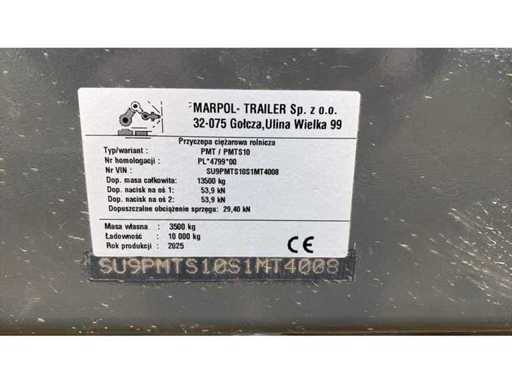 MARPOL- TRAILER Sp. z o.o.
32-075 Gołcza,Ulina Wielka 99
Przyczepa ciężarowa rolnicza
Typ/wariant : PMT / PMTS10
Nr homologacji : PL*4799*00
Nr VIN : SU9PMTS10S1MT4008
Dop. masa całkowita: 13500 kg
Dop. nacisk na oś 1: 53,9 kN
Dop. nacisk na oś 2: 53,9 kN
Dopuszczalne obciążenie sprzęgu: 29,40 kN
Masa własna : 3500 kg
Ładowność : 10 000 kg
Rok produkcji : 2025
CE
SU9PMTS10S1MT4008